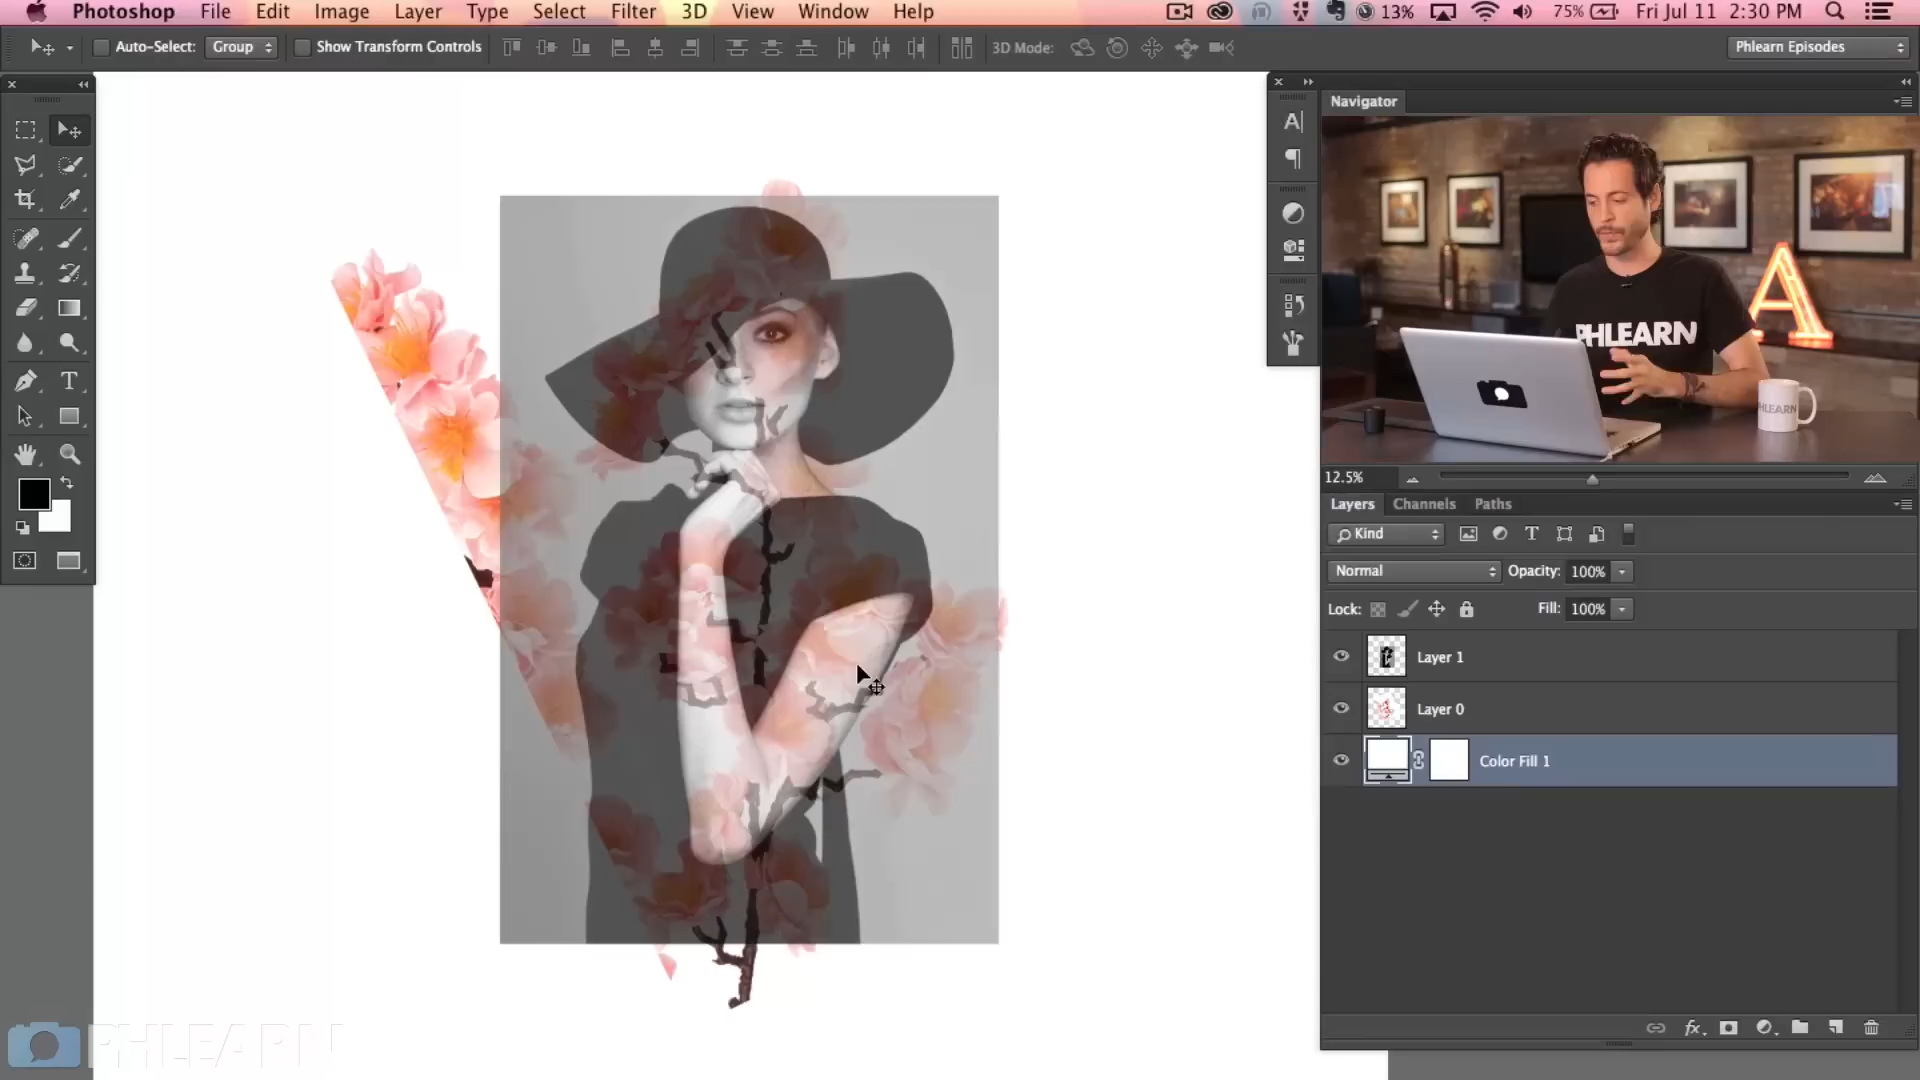 Photoshop File Edit Image Layer Type Select Filter 3D View Window Help 13% 75% Fri Jul 11 2:30 PM
Auto-Select: Group Show Transform Controls 3D Mode: Phlearn Episodes
Navigator
A
PHLEARN
PHLEARN
12.5%
Layers Channels Paths
Kind
Normal Opacity: 100%
Lock: Fill: 100%
Layer 1
Layer 0
Color Fill 1
fx
PHLEARN